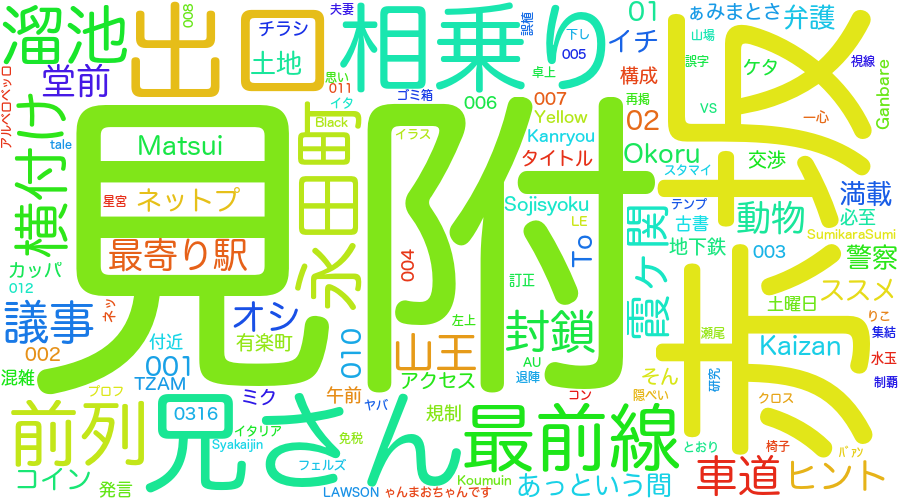 溜池
出
口
土地
チラシ
008
夫妻
相乗り
誤植
下し
005
01
イチ
ぁみまとさ
弁護
山場
誤字
ケタ
視線
Ganbare
堂前
アルペロペッロ
tale
横付け
Matsui
星宮
ネットプ
最寄り駅
思い
011
イタ
ゴミ箱
Black
永田町
イラス
卓上
006
007
Yellow
Kanryou
タイトル
構成
再掲
02
Okoru
VS
一心
交渉
スタマイ
満載
見附
赤坂
004
Sojisyoku
LE
To
訂正
霞ヶ関
テンプ
古書
地下鉄
動物
必至
SumikaraSumi
003
警察
カッパ
012
ネッ
議事
オシ
有楽町
002
付近
001
混雑
TZAM
010
山王
左上
アクセス
封鎖
AU
退陣
瀬尾
土曜日
ススメ
りこ
集結
水玉
制覇
Kaizan
研究
そん
隠ぺい
クロス
前列
プロフ
0316
ミク
午前
ヤバ
コン
兄さん
イタリア
Syakaijin
免税
フェルズ
規制
最前線
Koumuin
とおり
椅子
パァン
コイン
発言
LAWSON
ゃんまおちゃんです
あっという間
車道
ヒント